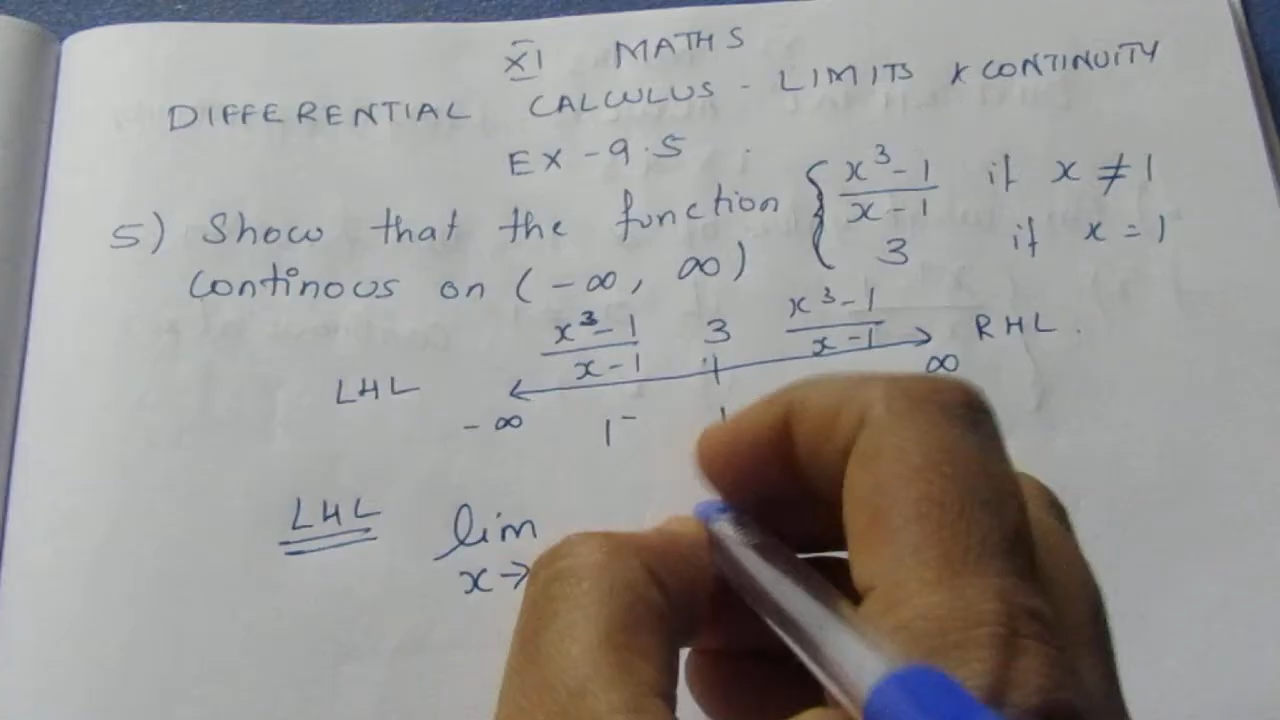 XI MATHS
DIFFERENTIAL CALCULUS - LIMITS & CONTINUITY
EX - 9.5
5) Show that the function { x³-1 / x-1 if x ≠ 1
3 if x = 1
continous on (-∞, ∞)
x³-1 / x-1 3 x³-1 / x-1 RHL.
LHL
-∞ 1⁻ 1 ∞
LHL lim
x→